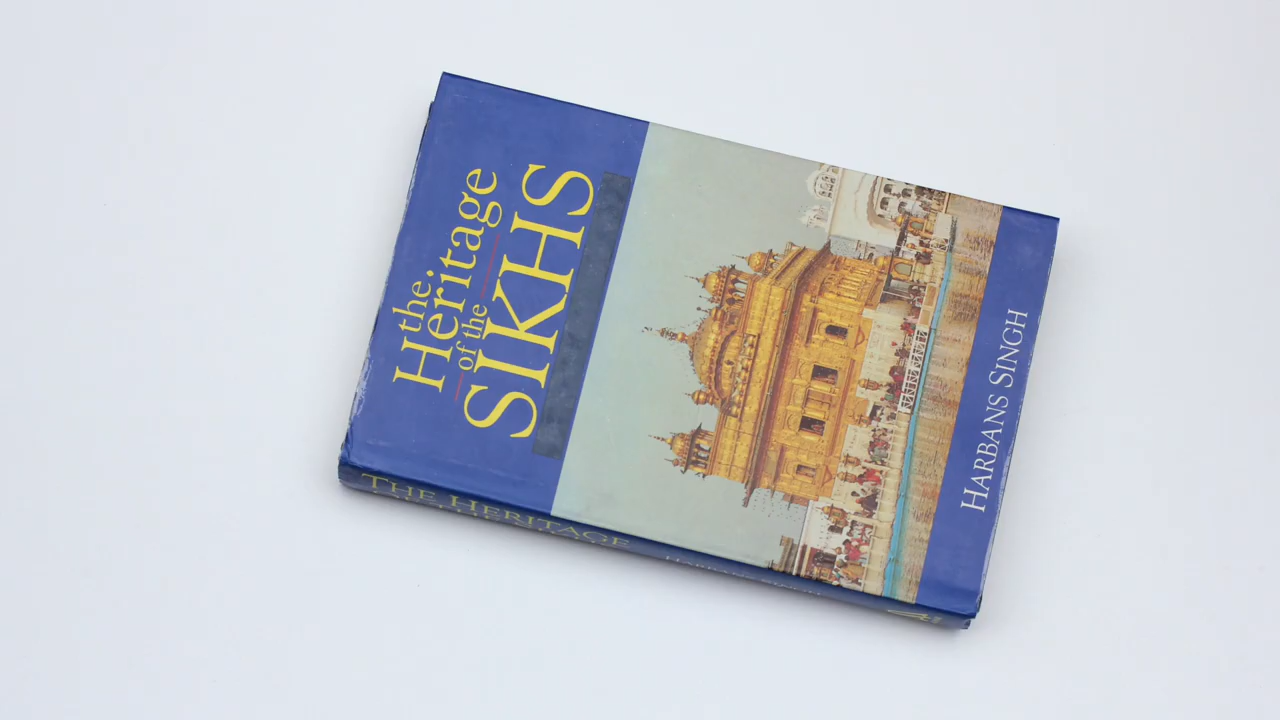 the
Heritage
of the
SIKHS
HARBANS SINGH
THE HERITAGE